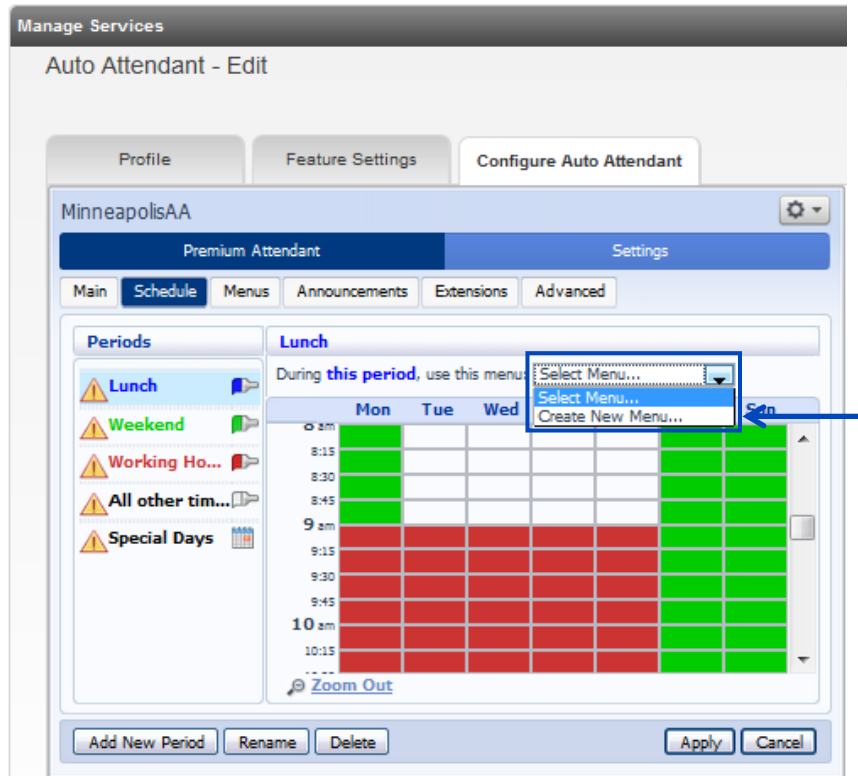 Manage Services
Auto Attendant - Edit
Profile Feature Settings Configure Auto Attendant
MinneapolisAA
Premium Attendant Settings
Main Schedule Menus Announcements Extensions Advanced
Periods
Lunch
Weekend
Working Ho...
All other tim...
Special Days
Lunch
During this period, use this menu: Select Menu...
Select Menu...
Create New Menu...
Mon Tue Wed Sun
8 am
8:15
8:30
8:45
9 am
9:15
9:30
9:45
10 am
10:15
Zoom Out
Add New Period Rename Delete Apply Cancel